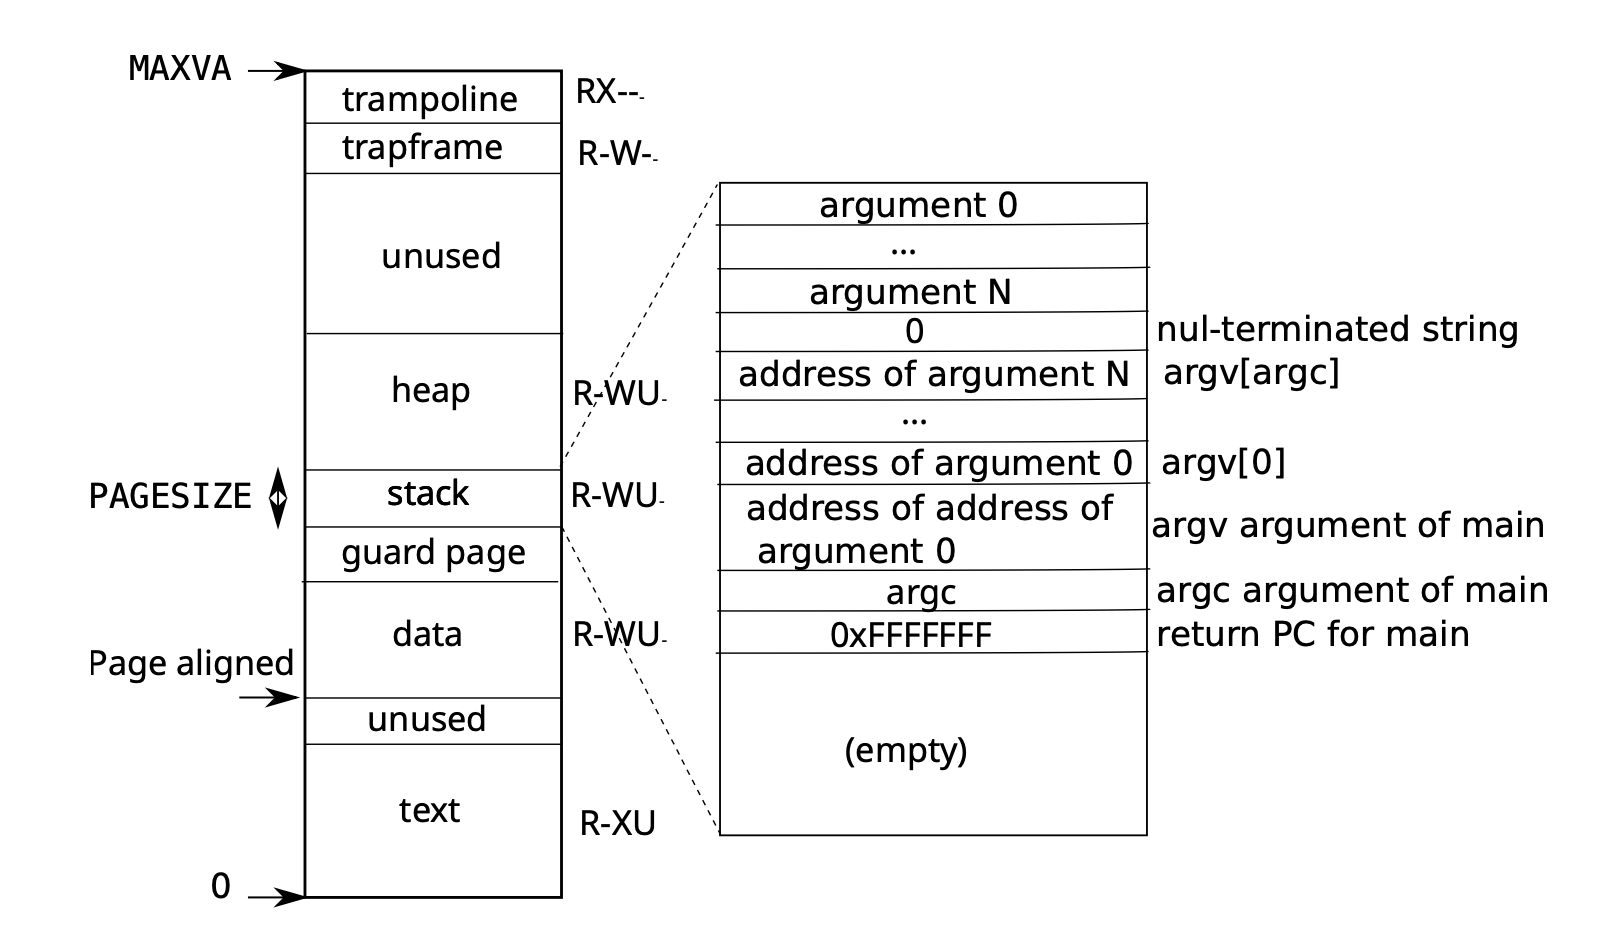 MAXVA
trampoline
RX---
trapframe
R-W--
unused
heap
R-WU-
PAGESIZE
stack
R-WU-
guard page
data
R-WU-
Page aligned
unused
text
R-XU
0
argument 0
...
argument N
0
nul-terminated string
address of argument N
argv[argc]
...
address of argument 0
argv[0]
address of address of
argument 0
argv argument of main
argc
argc argument of main
0xFFFFFFF
return PC for main
(empty)